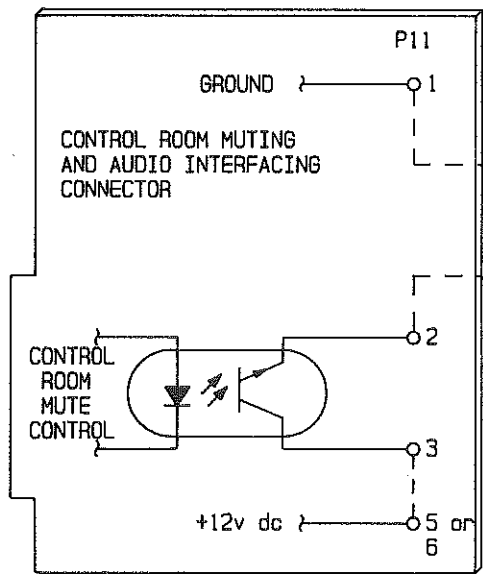 P11
GROUND
1
CONTROL ROOM MUTING
AND AUDIO INTERFACING
CONNECTOR
2
CONTROL
ROOM
MUTE
CONTROL
3
+12v dc
5 or
6